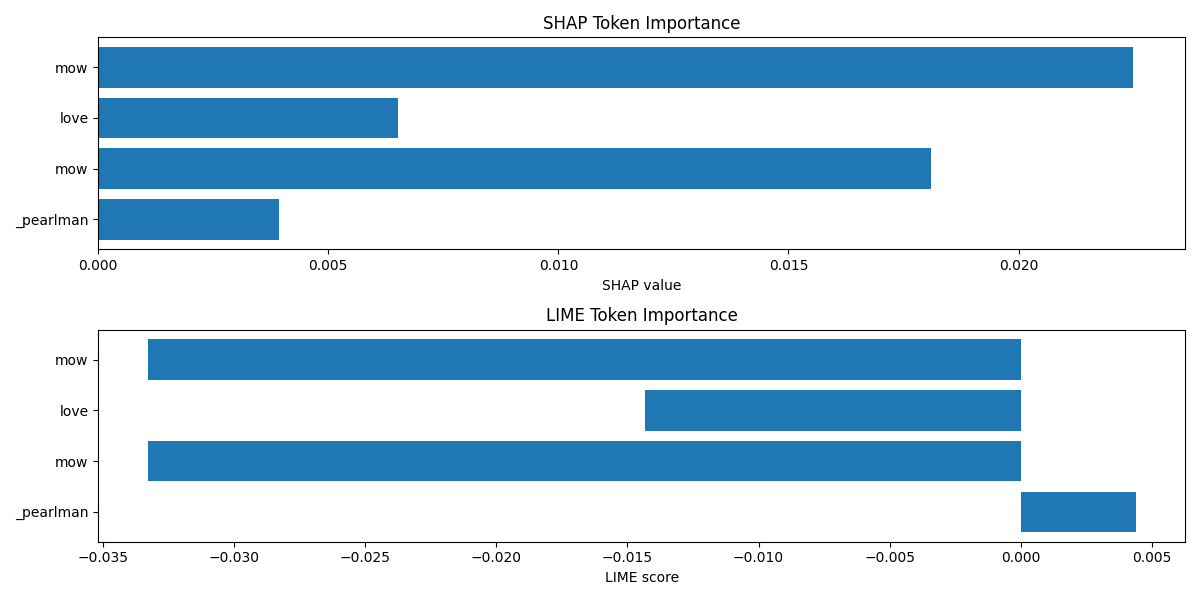 SHAP Token Importance
mow
love
mow
_pearlman
0.000 0.005 0.010 0.015 0.020
SHAP value
LIME Token Importance
mow
love
mow
_pearlman
−0.035 −0.030 −0.025 −0.020 −0.015 −0.010 −0.005 0.000 0.005
LIME score